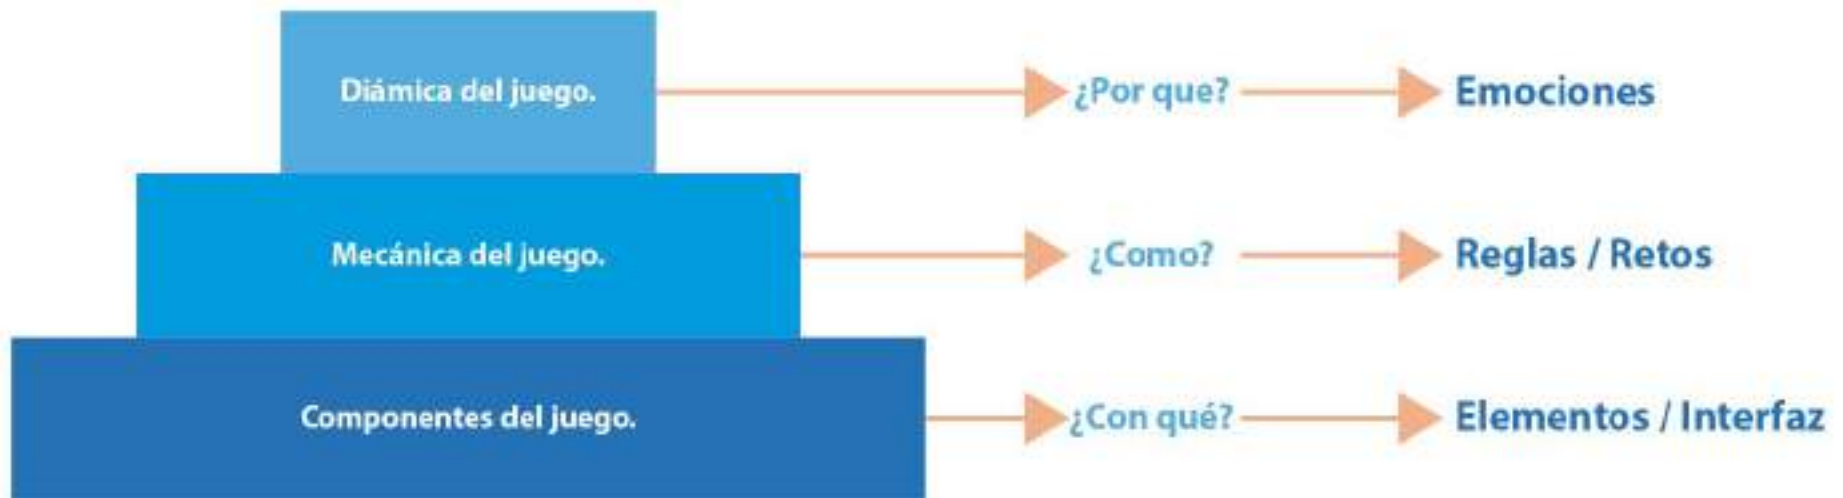 Diámica del juego.
¿Por que?
Emociones
Mecánica del juego.
¿Como?
Reglas / Retos
Componentes del juego.
¿Con qué?
Elementos / Interfaz